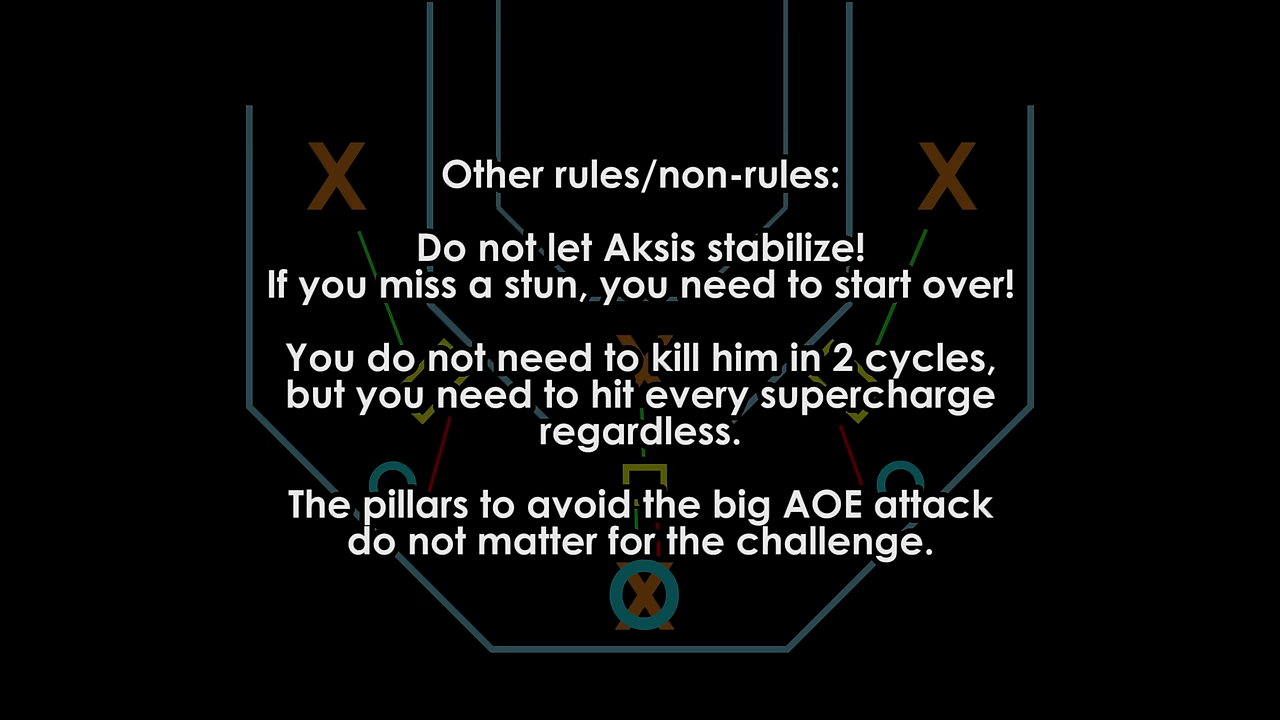 Other rules/non-rules:
Do not let Aksis stabilize!
If you miss a stun, you need to start over!
You do not need to kill him in 2 cycles,
but you need to hit every supercharge
regardless.
The pillars to avoid the big AOE attack
do not matter for the challenge.
X
X
X
X